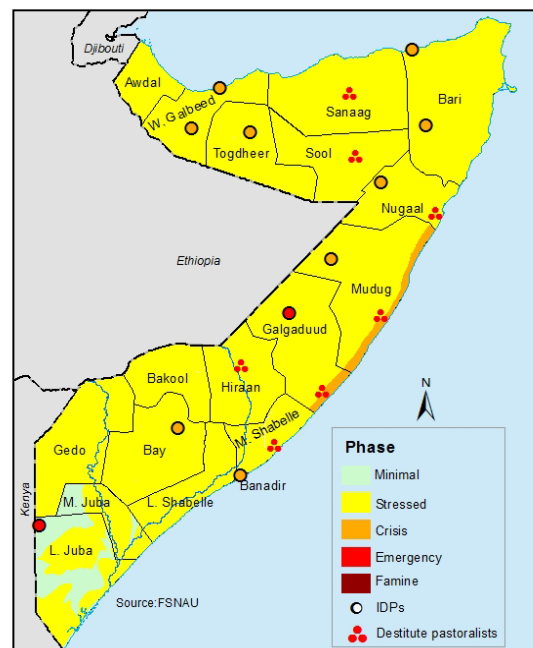 Djibouti
Awdal
W. Galbeed
Sanaag
Bari
Togdheer
Sool
Nugaal
Ethiopia
Mudug
Galgaduud
Bakool
Hiraan
M. Shabelle
Gedo
Bay
Banadir
Kenya
M. Juba
L. Shabelle
L. Juba
Source:FSNAU
N
Phase
Minimal
Stressed
Crisis
Emergency
Famine
IDPs
Destitute pastoralists